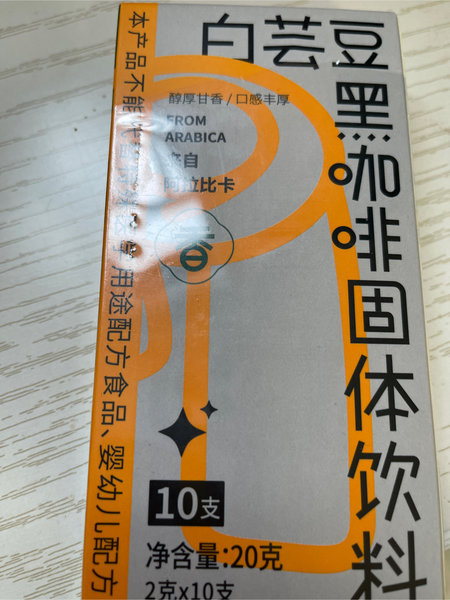 白芸豆
黑咖啡固体饮料
醇厚甘香/口感丰厚
FROM
ARABICA
来自
阿拉比卡
10支
净含量:20克
2克x10支
本产品不能
用途配方食品、婴幼儿配方